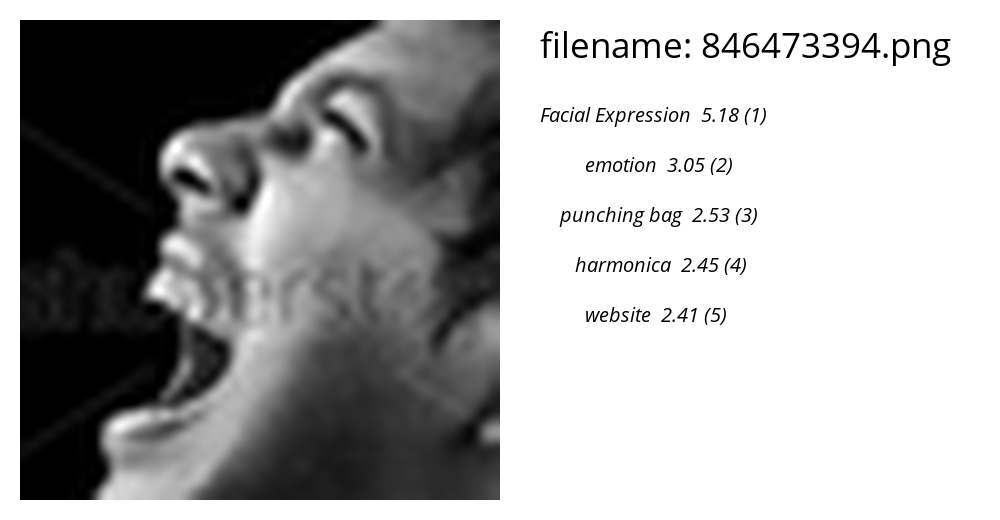 filename: 846473394.png
Facial Expression 5.18 (1)
emotion 3.05 (2)
punching bag 2.53 (3)
harmonica 2.45 (4)
website 2.41 (5)